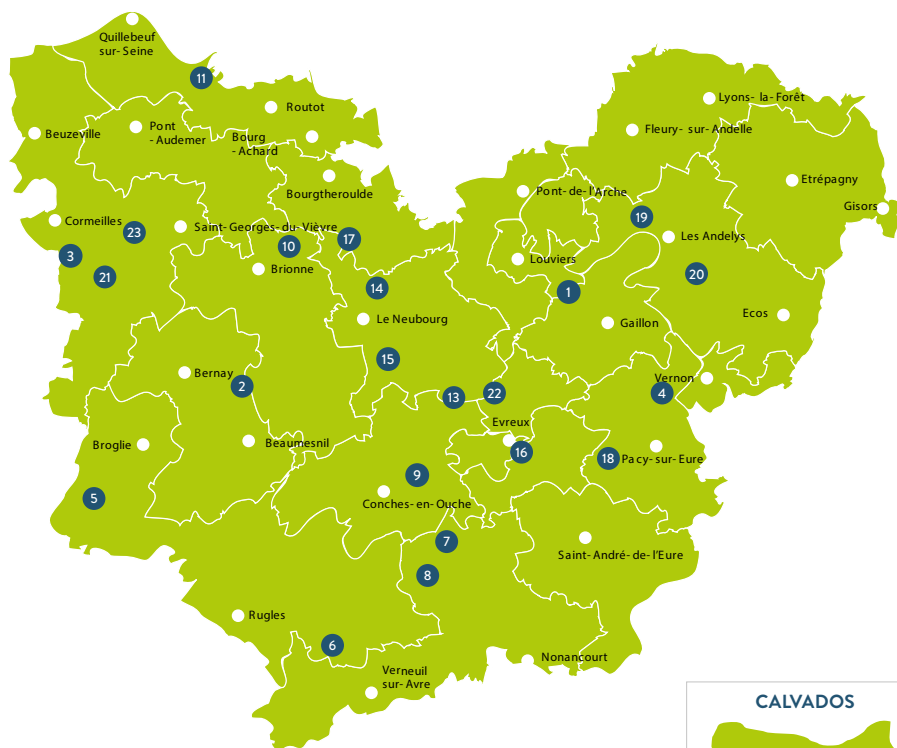 Quillebeuf
sur-Seine
11
Routot
Lyons-la-Forêt
Beuzeville
Pont
-Audemer
Bourg
-Achard
Fleury-sur-Andelle
Bourgtheroulde
Etrépagny
Pont-de-l'Arche
Gisors
Cormeilles
23
Saint-Georges-du-Vièvre
17
19
Les Andelys
10
3
Brionne
Louviers
21
14
1
20
Le Neubourg
Gaillon
Ecos
15
Bernay
2
13
22
Vernon
4
Evreux
Broglie
Beaumesnil
16
18
Pacy-sur-Eure
9
5
Conches-en-Ouche
7
Saint-André-de-l'Eure
8
Rugles
6
Nonancourt
Verneuil
sur-Avre
CALVADOS